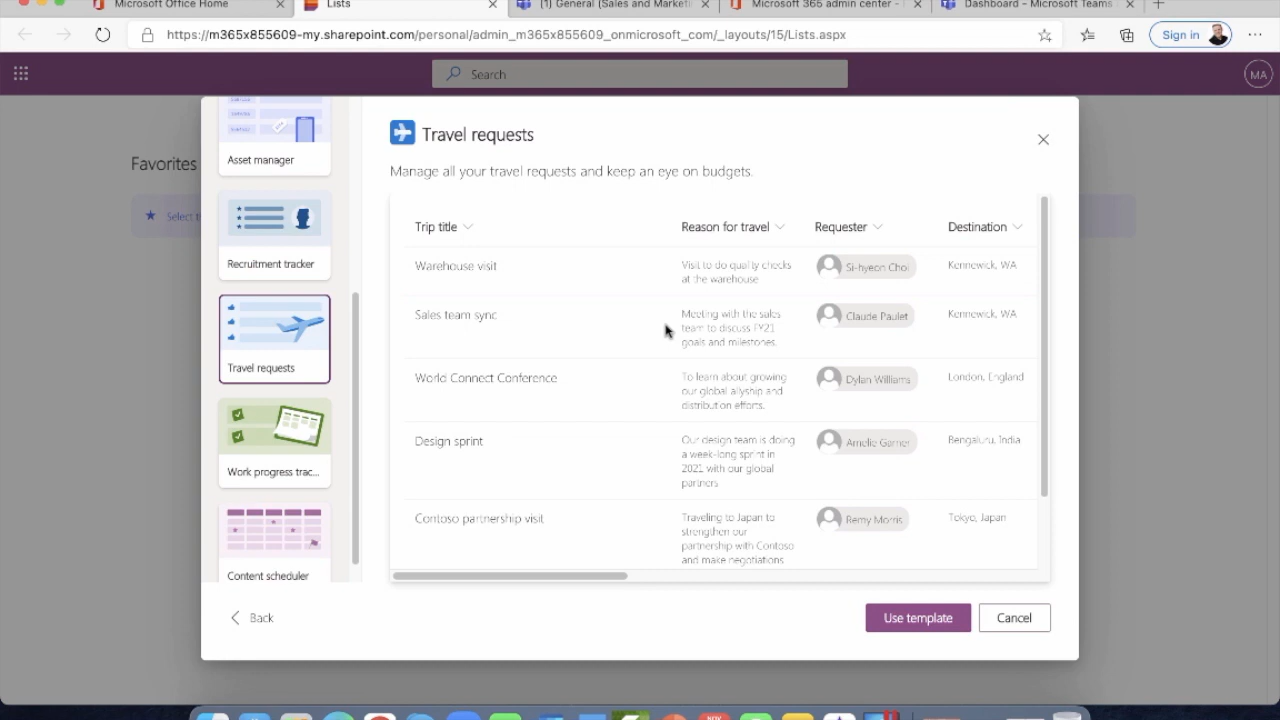 Microsoft Office Home
Lists
(1) General (Sales and Marketi
Microsoft 365 admin center -
Dashboard - Microsoft Teams
https://m365x855609-my.sharepoint.com/personal/admin_m365x855609_onmicrosoft_com/_layouts/15/Lists.aspx
Sign in
Search
MA
Favorites
Select t
Asset manager
Recruitment tracker
Travel requests
Work progress trac...
Content scheduler
Travel requests
Manage all your travel requests and keep an eye on budgets.
Trip title
Reason for travel
Requester
Destination
Warehouse visit
Visit to do quality checks
at the warehouse
Si-hyeon Choi
Kennewick, WA
Sales team sync
Meeting with the sales
team to discuss FY21
goals and milestones.
Claude Paulet
Kennewick, WA
World Connect Conference
To learn about growing
our global allyship and
distribution efforts.
Dylan Williams
London, England
Design sprint
Our design team is doing
a week-long sprint in
2021 with our global
partners
Amelie Garner
Bengaluru, India
Contoso partnership visit
Traveling to Japan to
strengthen our
partnership with Contoso
and make negotiations
Remy Morris
Tokyo, Japan
Back
Use template
Cancel
NOV